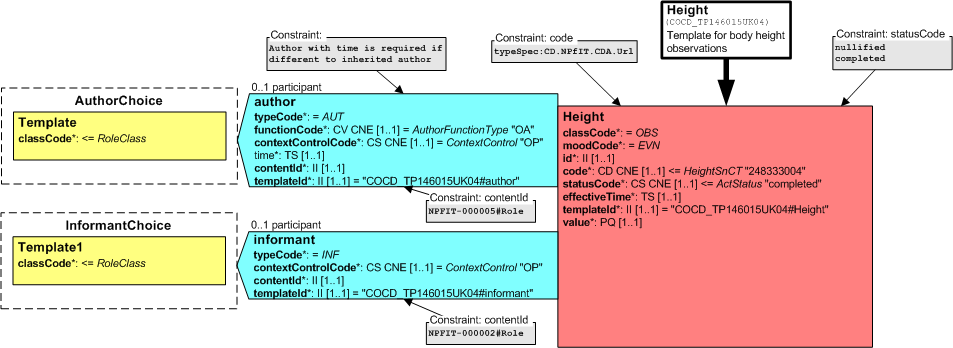 Constraint:
Author with time is required if
different to inherited author
Constraint: code
typeSpec:CD.NPfIT.CDA.Url
Height
(COCD_TP146015UK04)
Template for body height
observations
Constraint: statusCode
nullified
completed
AuthorChoice
Template
classCode*: <= RoleClass
0..1 participant
author
typeCode*: = AUT
functionCode*: CV CNE [1..1] = AuthorFunctionType "OA"
contextControlCode*: CS CNE [1..1] = ContextControl "OP"
time*: TS [1..1]
contentId*: II [1..1]
templateId*: II [1..1] = "COCD_TP146015UK04#author"
Constraint: contentId
NPFIT-000005#Role
Height
classCode*: = OBS
moodCode*: = EVN
id*: II [1..1]
code*: CD CNE [1..1] <= HeightSnCT "248333004"
statusCode*: CS CNE [1..1] <= ActStatus "completed"
effectiveTime*: TS [1..1]
templateId*: II [1..1] = "COCD_TP146015UK04#Height"
value*: PQ [1..1]
InformantChoice
Template1
classCode*: <= RoleClass
0..1 participant
informant
typeCode*: = INF
contextControlCode*: CS CNE [1..1] = ContextControl "OP"
contentId*: II [1..1]
templateId*: II [1..1] = "COCD_TP146015UK04#informant"
Constraint: contentId
NPFIT-000002#Role